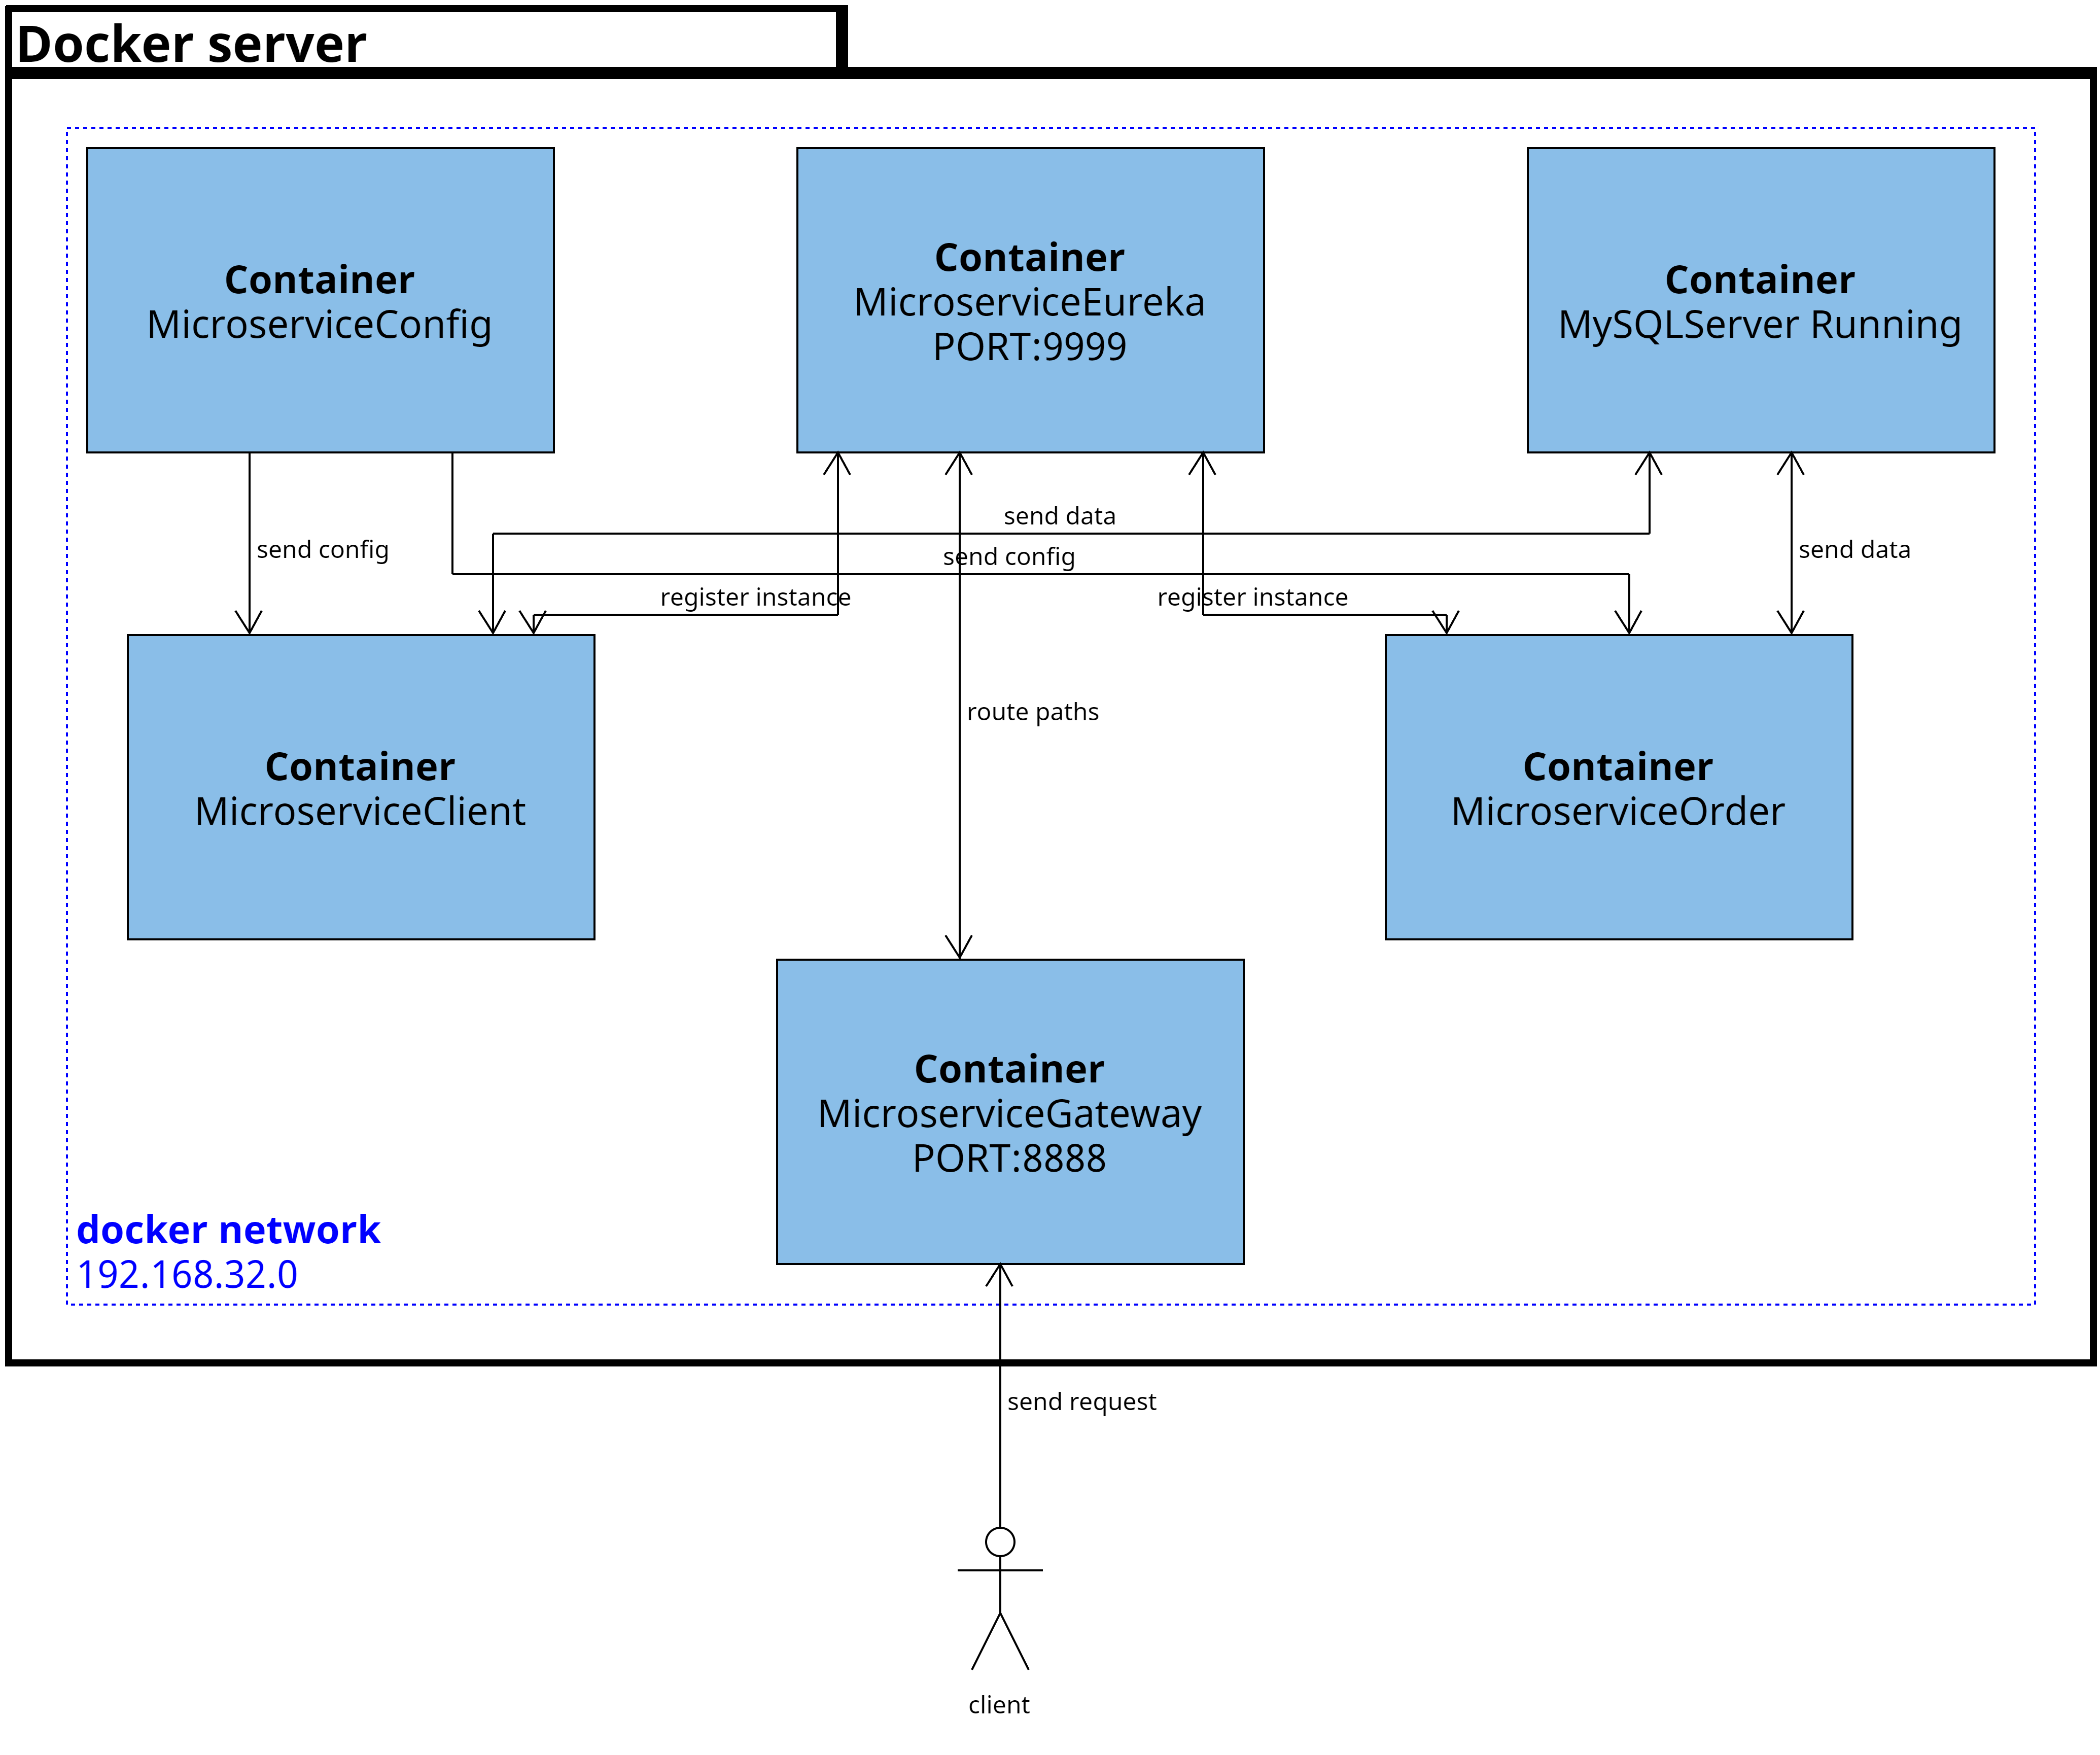 Docker server
Container
MicroserviceConfig
Container
MicroserviceEureka
PORT:9999
Container
MySQLServer Running
send data
send config
send config
send data
register instance
register instance
route paths
Container
MicroserviceClient
Container
MicroserviceOrder
Container
MicroserviceGateway
PORT:8888
docker network
192.168.32.0
send request
client